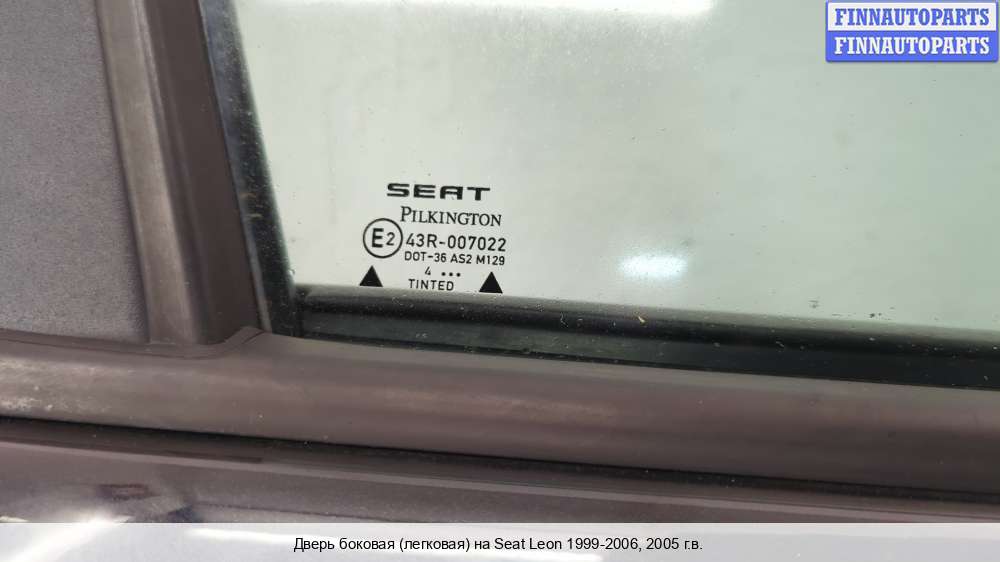 FINNAUTOPARTS
FINNAUTOPARTS
SEAT
PILKINGTON
E2 43R-007022
DOT-36 AS2 M129
4 ...
TINTED
Дверь боковая (легковая) на Seat Leon 1999-2006, 2005 г.в.